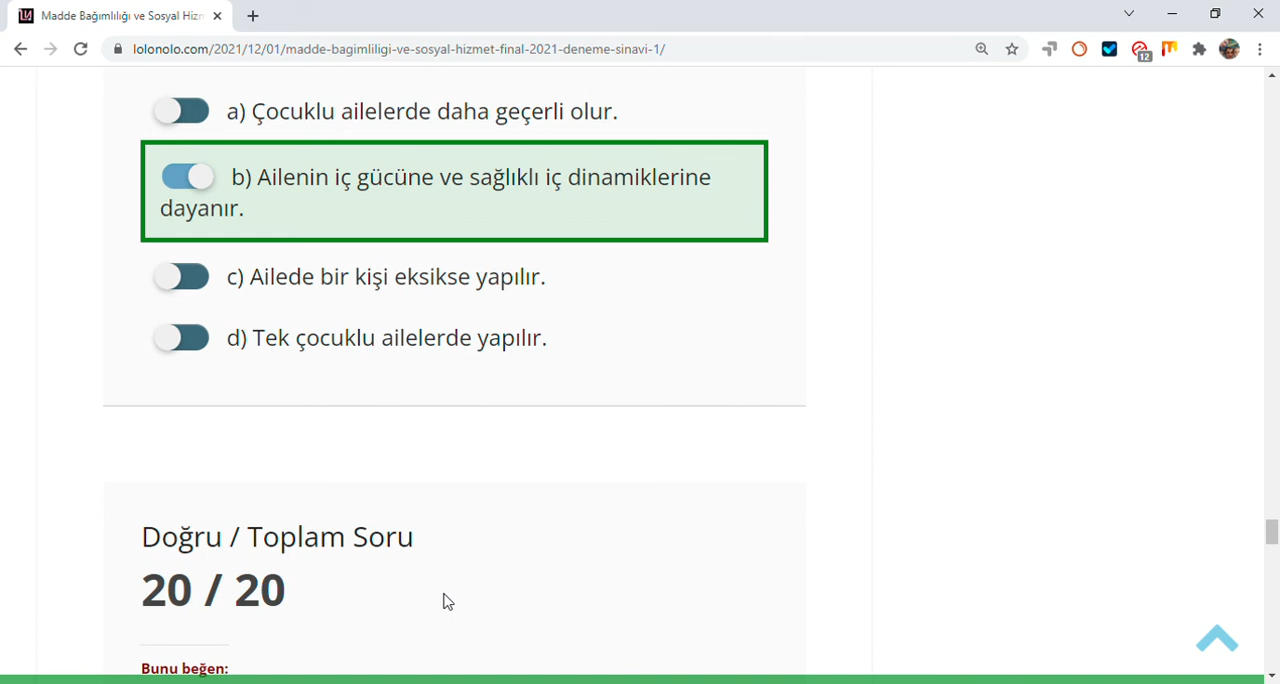 Madde Bağımlılığı ve Sosyal Hizm
lolonolo.com/2021/12/01/madde-bagimliligi-ve-sosyal-hizmet-final-2021-deneme-sinavi-1/
12
a) Çocuklu ailelerde daha geçerli olur.
b) Ailenin iç gücüne ve sağlıklı iç dinamiklerine
dayanır.
c) Ailede bir kişi eksikse yapılır.
d) Tek çocuklu ailelerde yapılır.
Doğru / Toplam Soru
20 / 20
Bunu beğen: